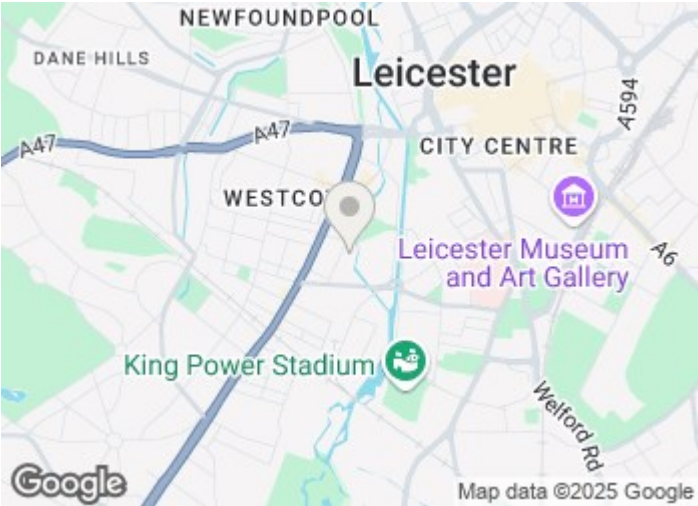 NEWFOUNDPOOL
DANE HILLS
Leicester
A594
A47
A47
CITY CENTRE
WESTCO
Leicester Museum
and Art Gallery
A6
King Power Stadium
Welford Rd
Google
Map data ©2025 Google